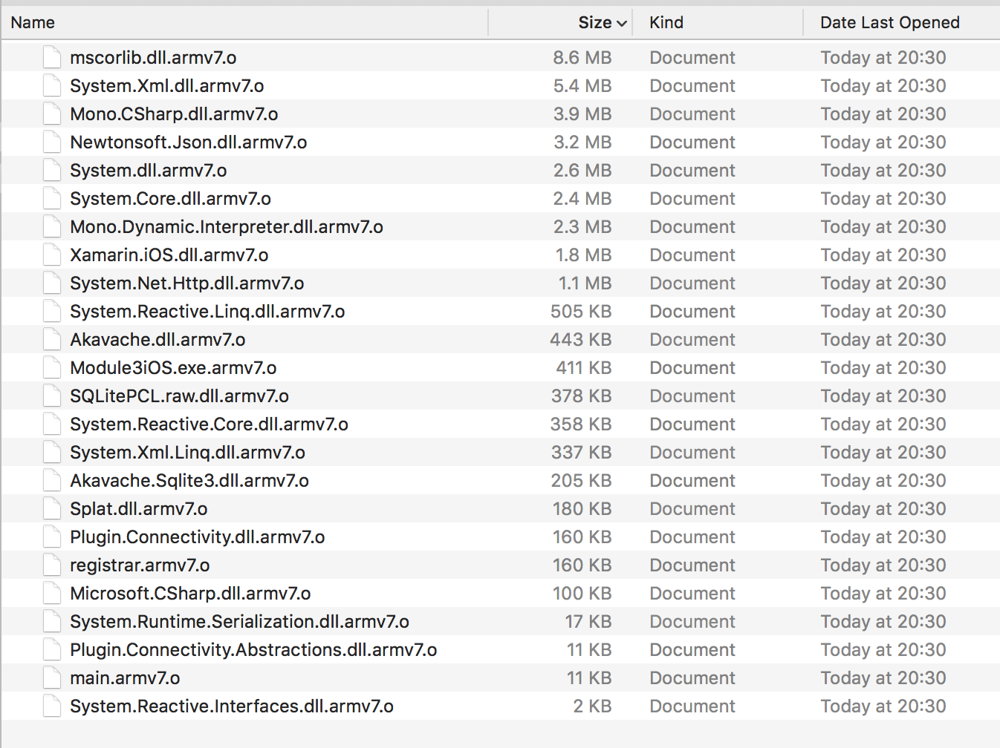 Name Size Kind Date Last Opened
mscorlib.dll.armv7.o 8.6 MB Document Today at 20:30
System.Xml.dll.armv7.o 5.4 MB Document Today at 20:30
Mono.CSharp.dll.armv7.o 3.9 MB Document Today at 20:30
Newtonsoft.Json.dll.armv7.o 3.2 MB Document Today at 20:30
System.dll.armv7.o 2.6 MB Document Today at 20:30
System.Core.dll.armv7.o 2.4 MB Document Today at 20:30
Mono.Dynamic.Interpreter.dll.armv7.o 2.3 MB Document Today at 20:30
Xamarin.iOS.dll.armv7.o 1.8 MB Document Today at 20:30
System.Net.Http.dll.armv7.o 1.1 MB Document Today at 20:30
System.Reactive.Linq.dll.armv7.o 505 KB Document Today at 20:30
Akavache.dll.armv7.o 443 KB Document Today at 20:30
Module3iOS.exe.armv7.o 411 KB Document Today at 20:30
SQLitePCL.raw.dll.armv7.o 378 KB Document Today at 20:30
System.Reactive.Core.dll.armv7.o 358 KB Document Today at 20:30
System.Xml.Linq.dll.armv7.o 337 KB Document Today at 20:30
Akavache.Sqlite3.dll.armv7.o 205 KB Document Today at 20:30
Splat.dll.armv7.o 180 KB Document Today at 20:30
Plugin.Connectivity.dll.armv7.o 160 KB Document Today at 20:30
registrar.armv7.o 160 KB Document Today at 20:30
Microsoft.CSharp.dll.armv7.o 100 KB Document Today at 20:30
System.Runtime.Serialization.dll.armv7.o 17 KB Document Today at 20:30
Plugin.Connectivity.Abstractions.dll.armv7.o 11 KB Document Today at 20:30
main.armv7.o 11 KB Document Today at 20:30
System.Reactive.Interfaces.dll.armv7.o 2 KB Document Today at 20:30